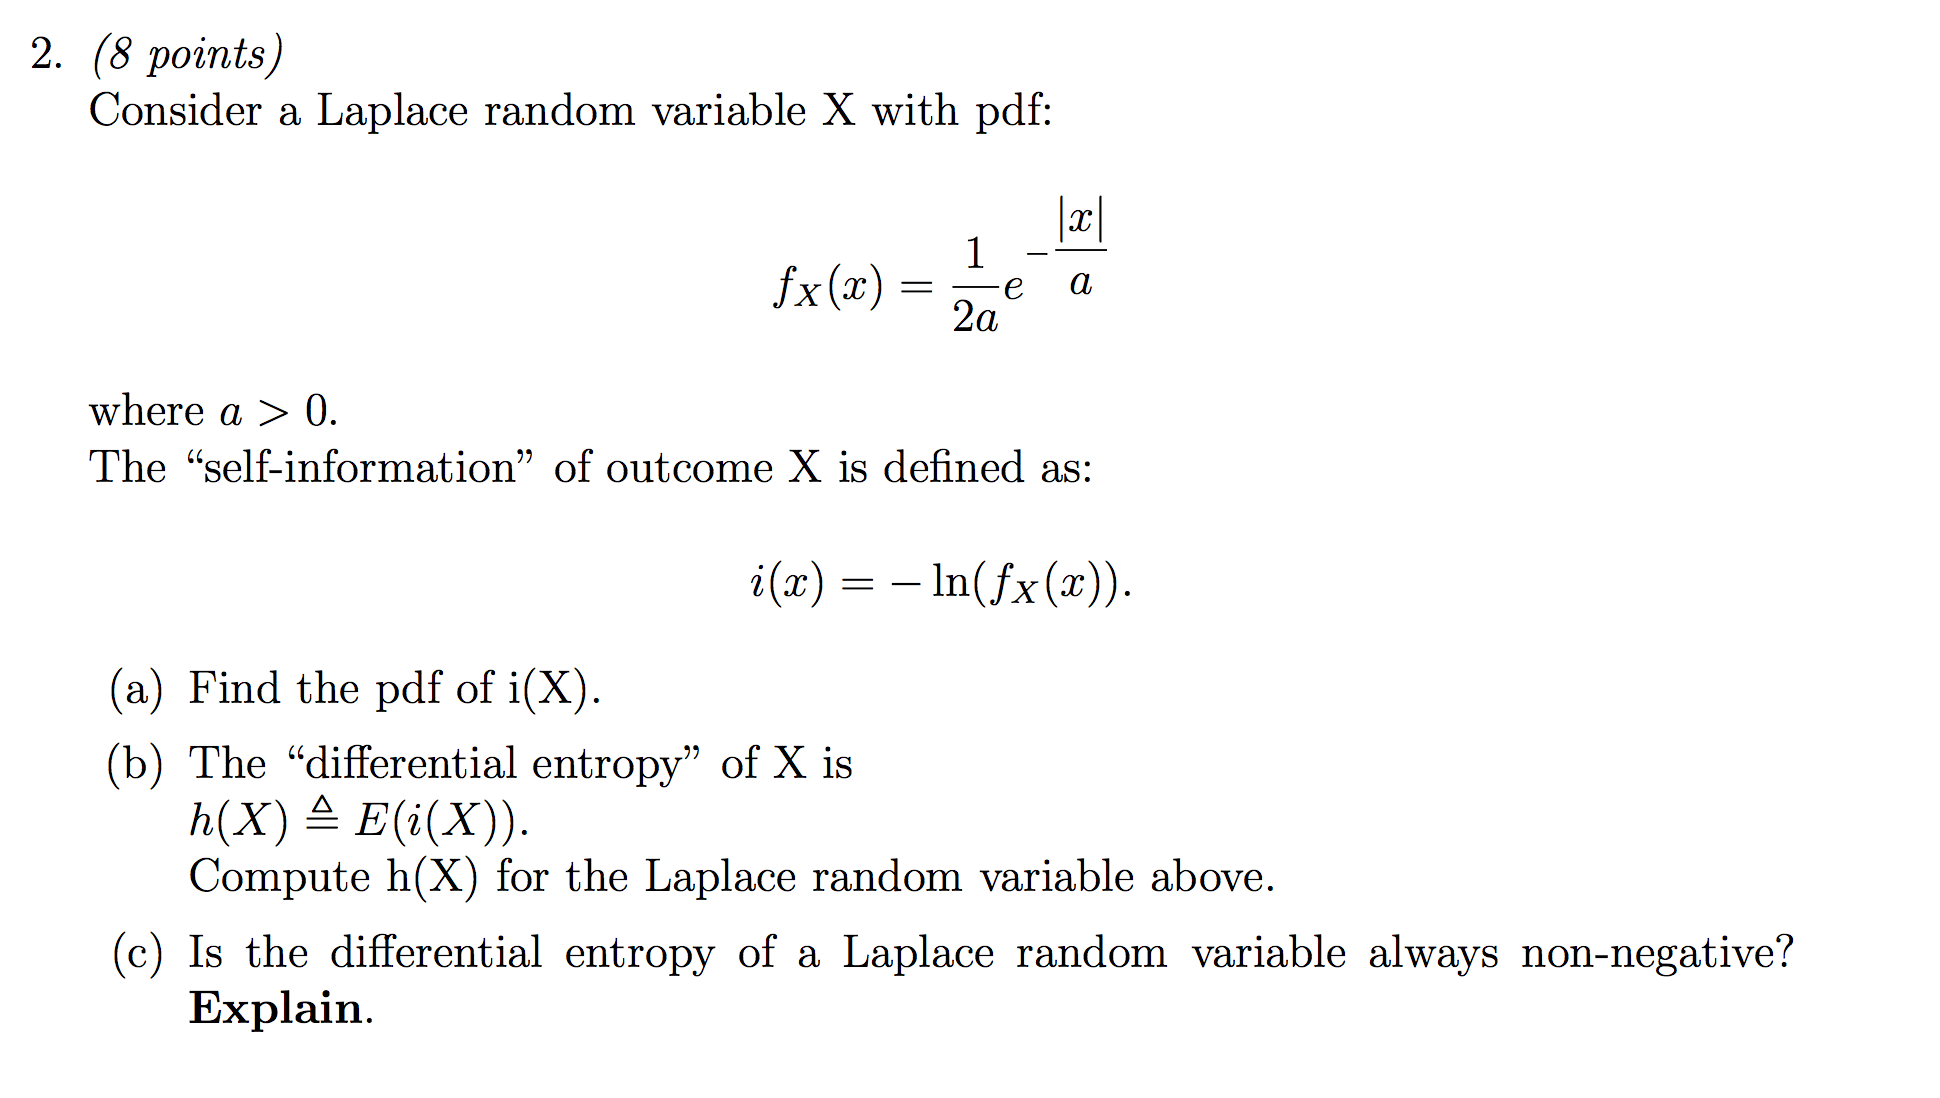 2. (8 points)
Consider a Laplace random variable X with pdf:
f_X(x) = \frac{1}{2a} e^{-\frac{|x|}{a}}
where a > 0.
The “self-information” of outcome X is defined as:
i(x) = − ln(f_X(x)).
(a) Find the pdf of i(X).
(b) The “differential entropy” of X is
h(X) ≜ E(i(X)).
Compute h(X) for the Laplace random variable above.
(c) Is the differential entropy of a Laplace random variable always non-negative?
Explain.